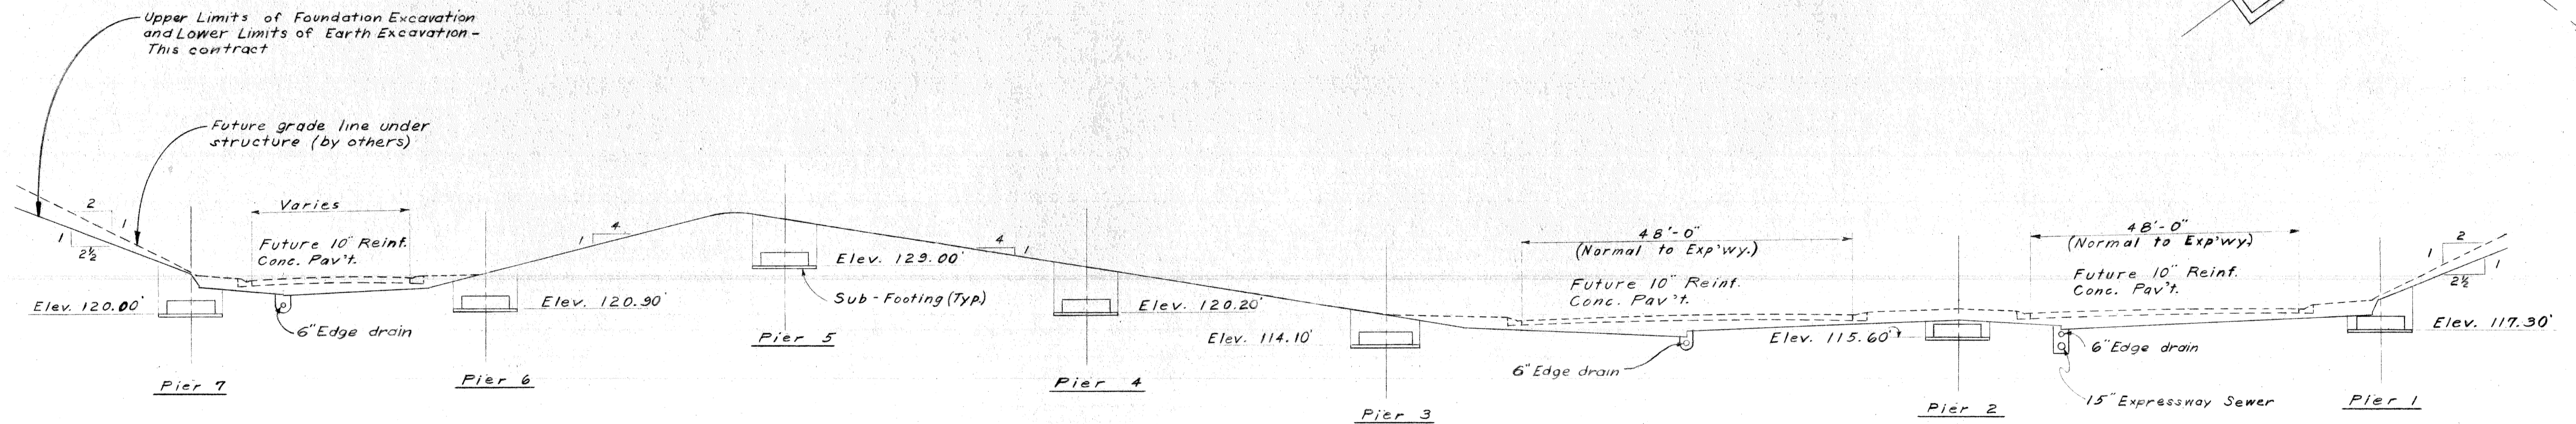 Upper Limits of Foundation Excavation
and Lower Limits of Earth Excavation -
This contract
Future grade line under
structure (by others)
2
1
1
2½
Varies
Future 10" Reinf.
Conc. Pav't.
1
4
4
1
Elev. 120.00'
6" Edge drain
Elev. 120.90'
Elev. 129.00'
Sub - Footing (Typ.)
Elev. 120.20'
Elev. 114.10'
48'-0"
(Normal to Exp'wy.)
Future 10" Reinf.
Conc. Pav't.
6" Edge drain
Elev. 115.60'
48'-0"
(Normal to Exp'wy.)
Future 10" Reinf.
Conc. Pav't.
2
1
1
2½
Elev. 117.30'
6" Edge drain
15" Expressway Sewer
Pier 7
Pier 6
Pier 5
Pier 4
Pier 3
Pier 2
Pier 1